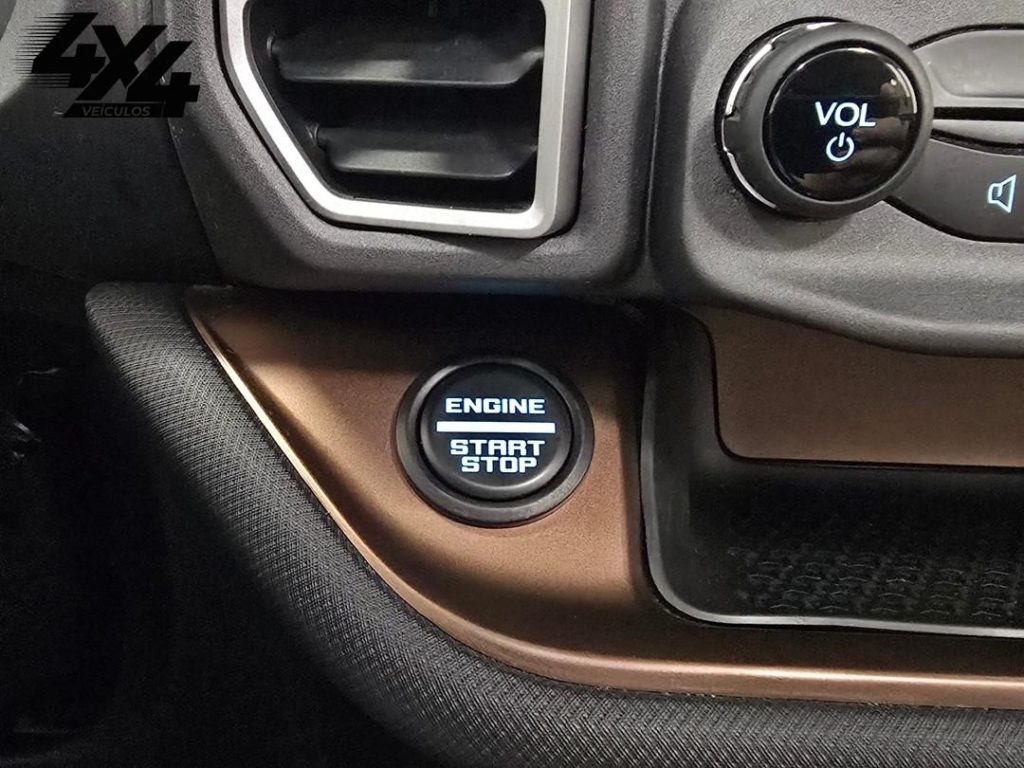 4X4
VEÍCULOS
VOL
ENGINE
START
STOP